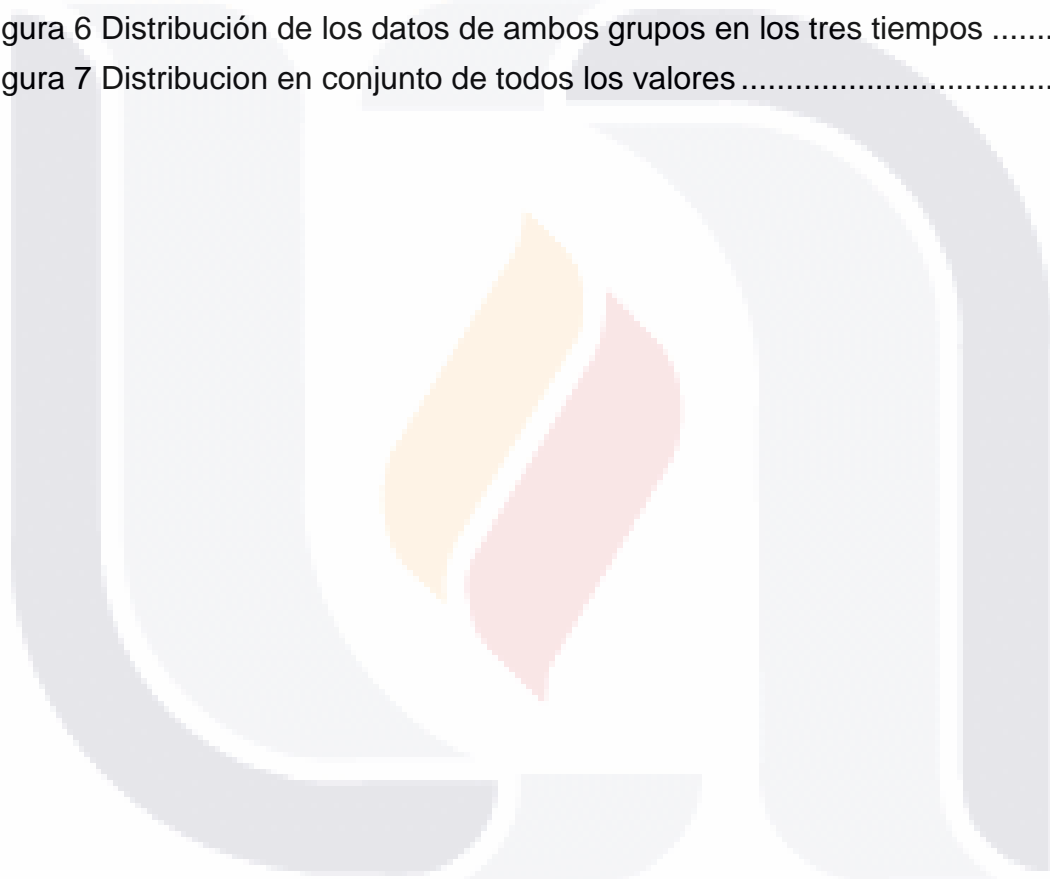 gura 6 Distribución de los datos de ambos grupos en los tres tiempos .......
gura 7 Distribucion en conjunto de todos los valores ...................................